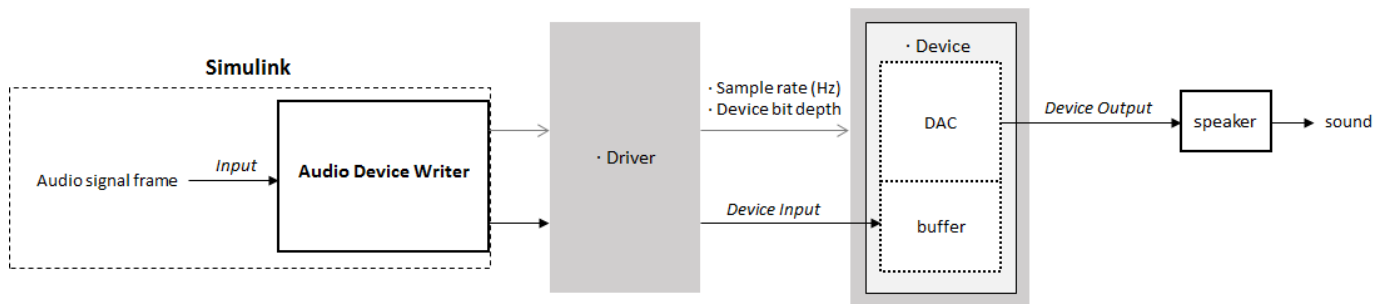 Simulink
Audio signal frame
Input
Audio Device Writer
· Driver
· Sample rate (Hz)
· Device bit depth
Device Input
· Device
DAC
buffer
Device Output
speaker
sound